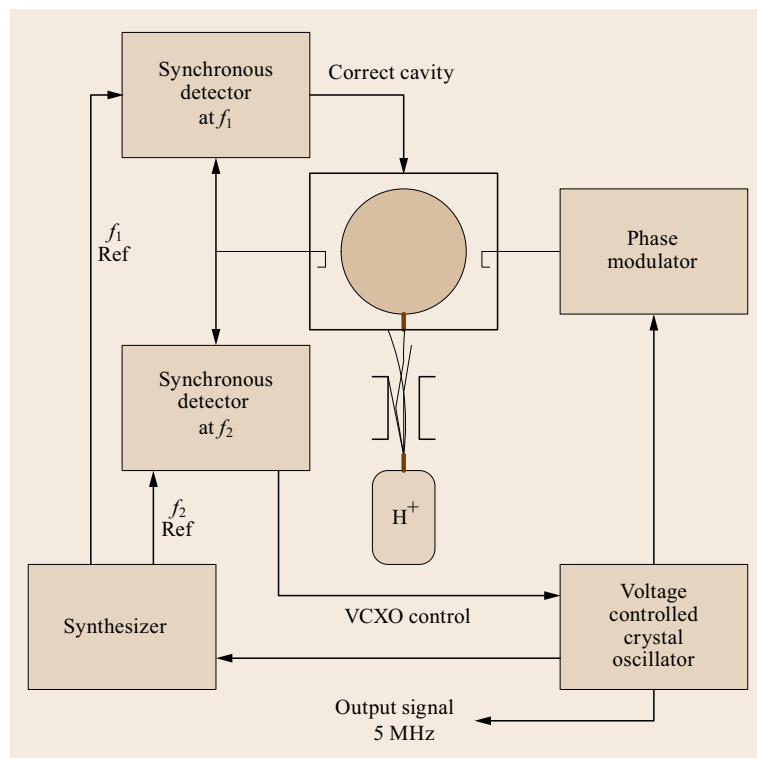 Synchronous
detector
at f₁
Correct cavity
f₁
Ref
Phase
modulator
Synchronous
detector
at f₂
f₂
Ref
H⁺
Synthesizer
VCXO control
Voltage
controlled
crystal
oscillator
Output signal
5 MHz